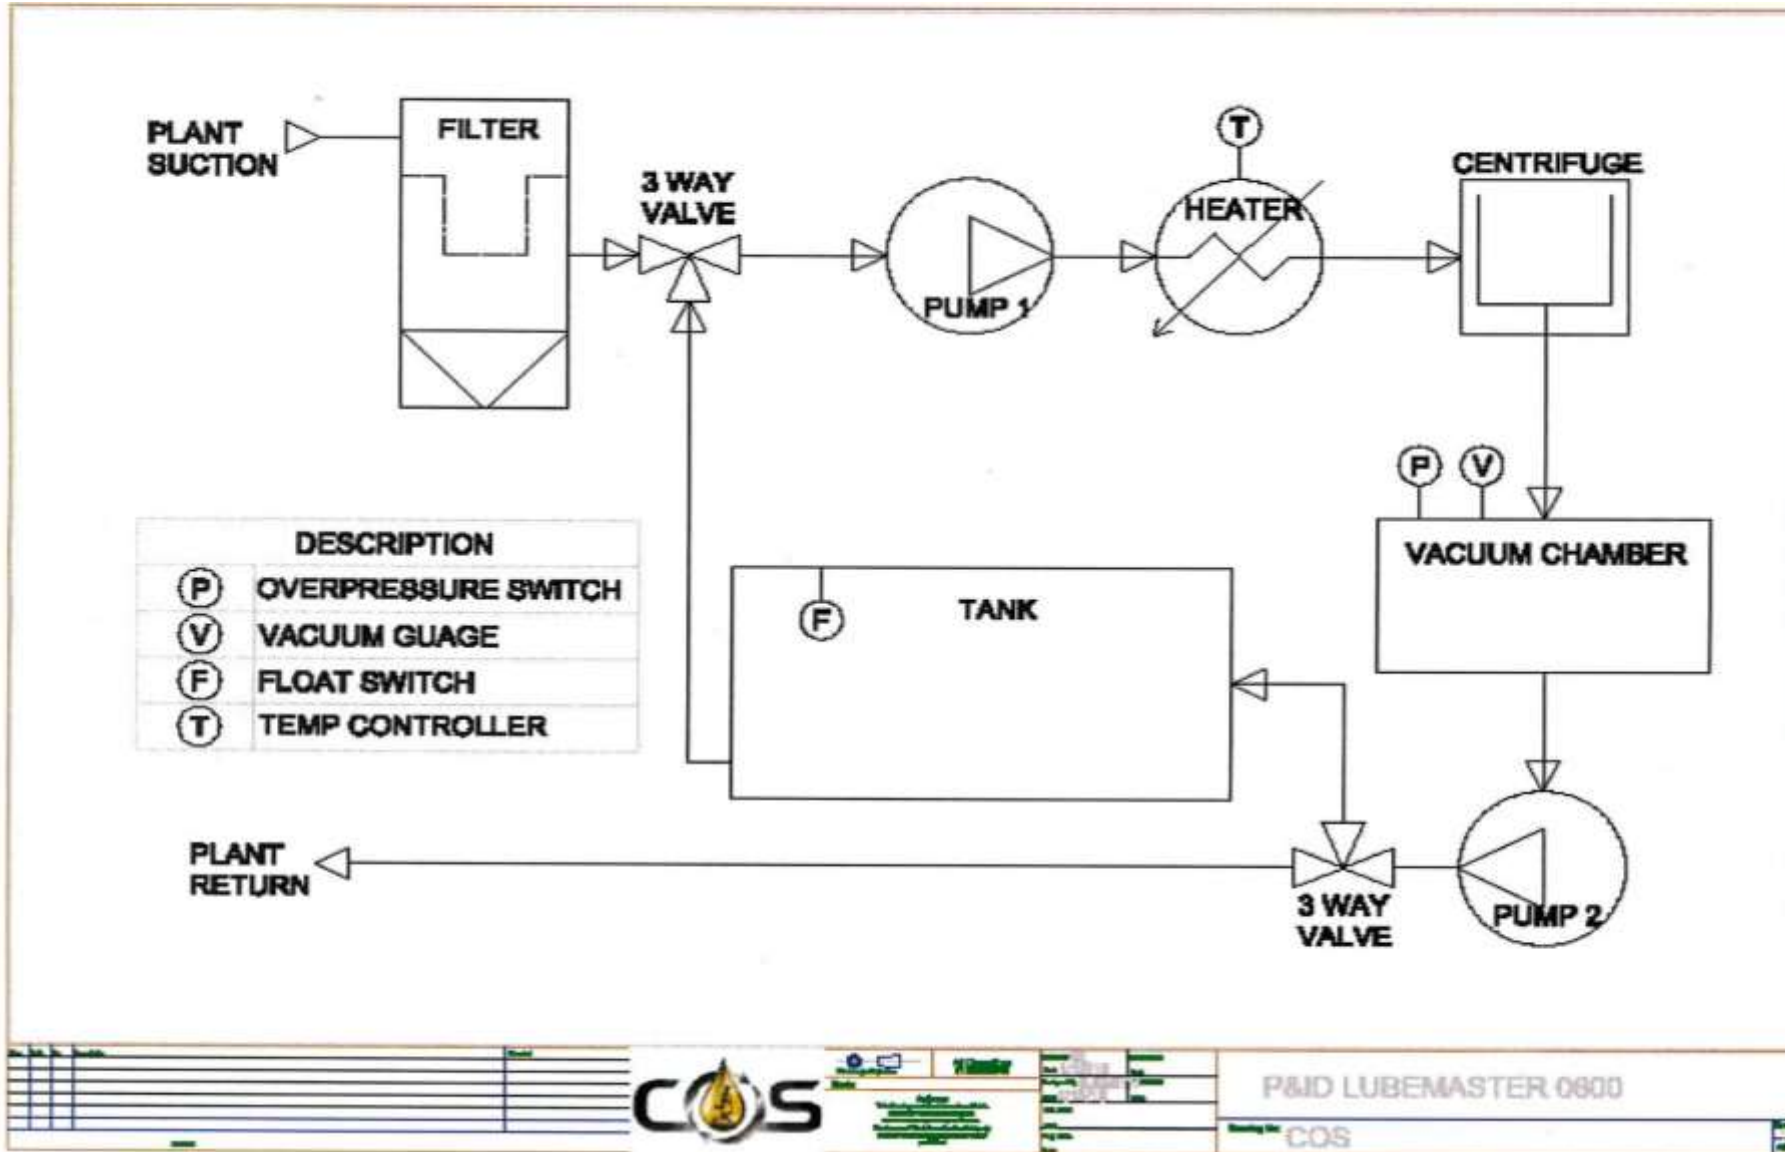 PLANT
SUCTION
FILTER
3 WAY
VALVE
PUMP 1
T
HEATER
CENTRIFUGE
P
V
VACUUM CHAMBER
DESCRIPTION
P OVERPRESSURE SWITCH
V VACUUM GUAGE
F FLOAT SWITCH
T TEMP CONTROLLER
F
TANK
PLANT
RETURN
3 WAY
VALVE
PUMP 2
COS
P&ID LUBEMASTER 0600
COS